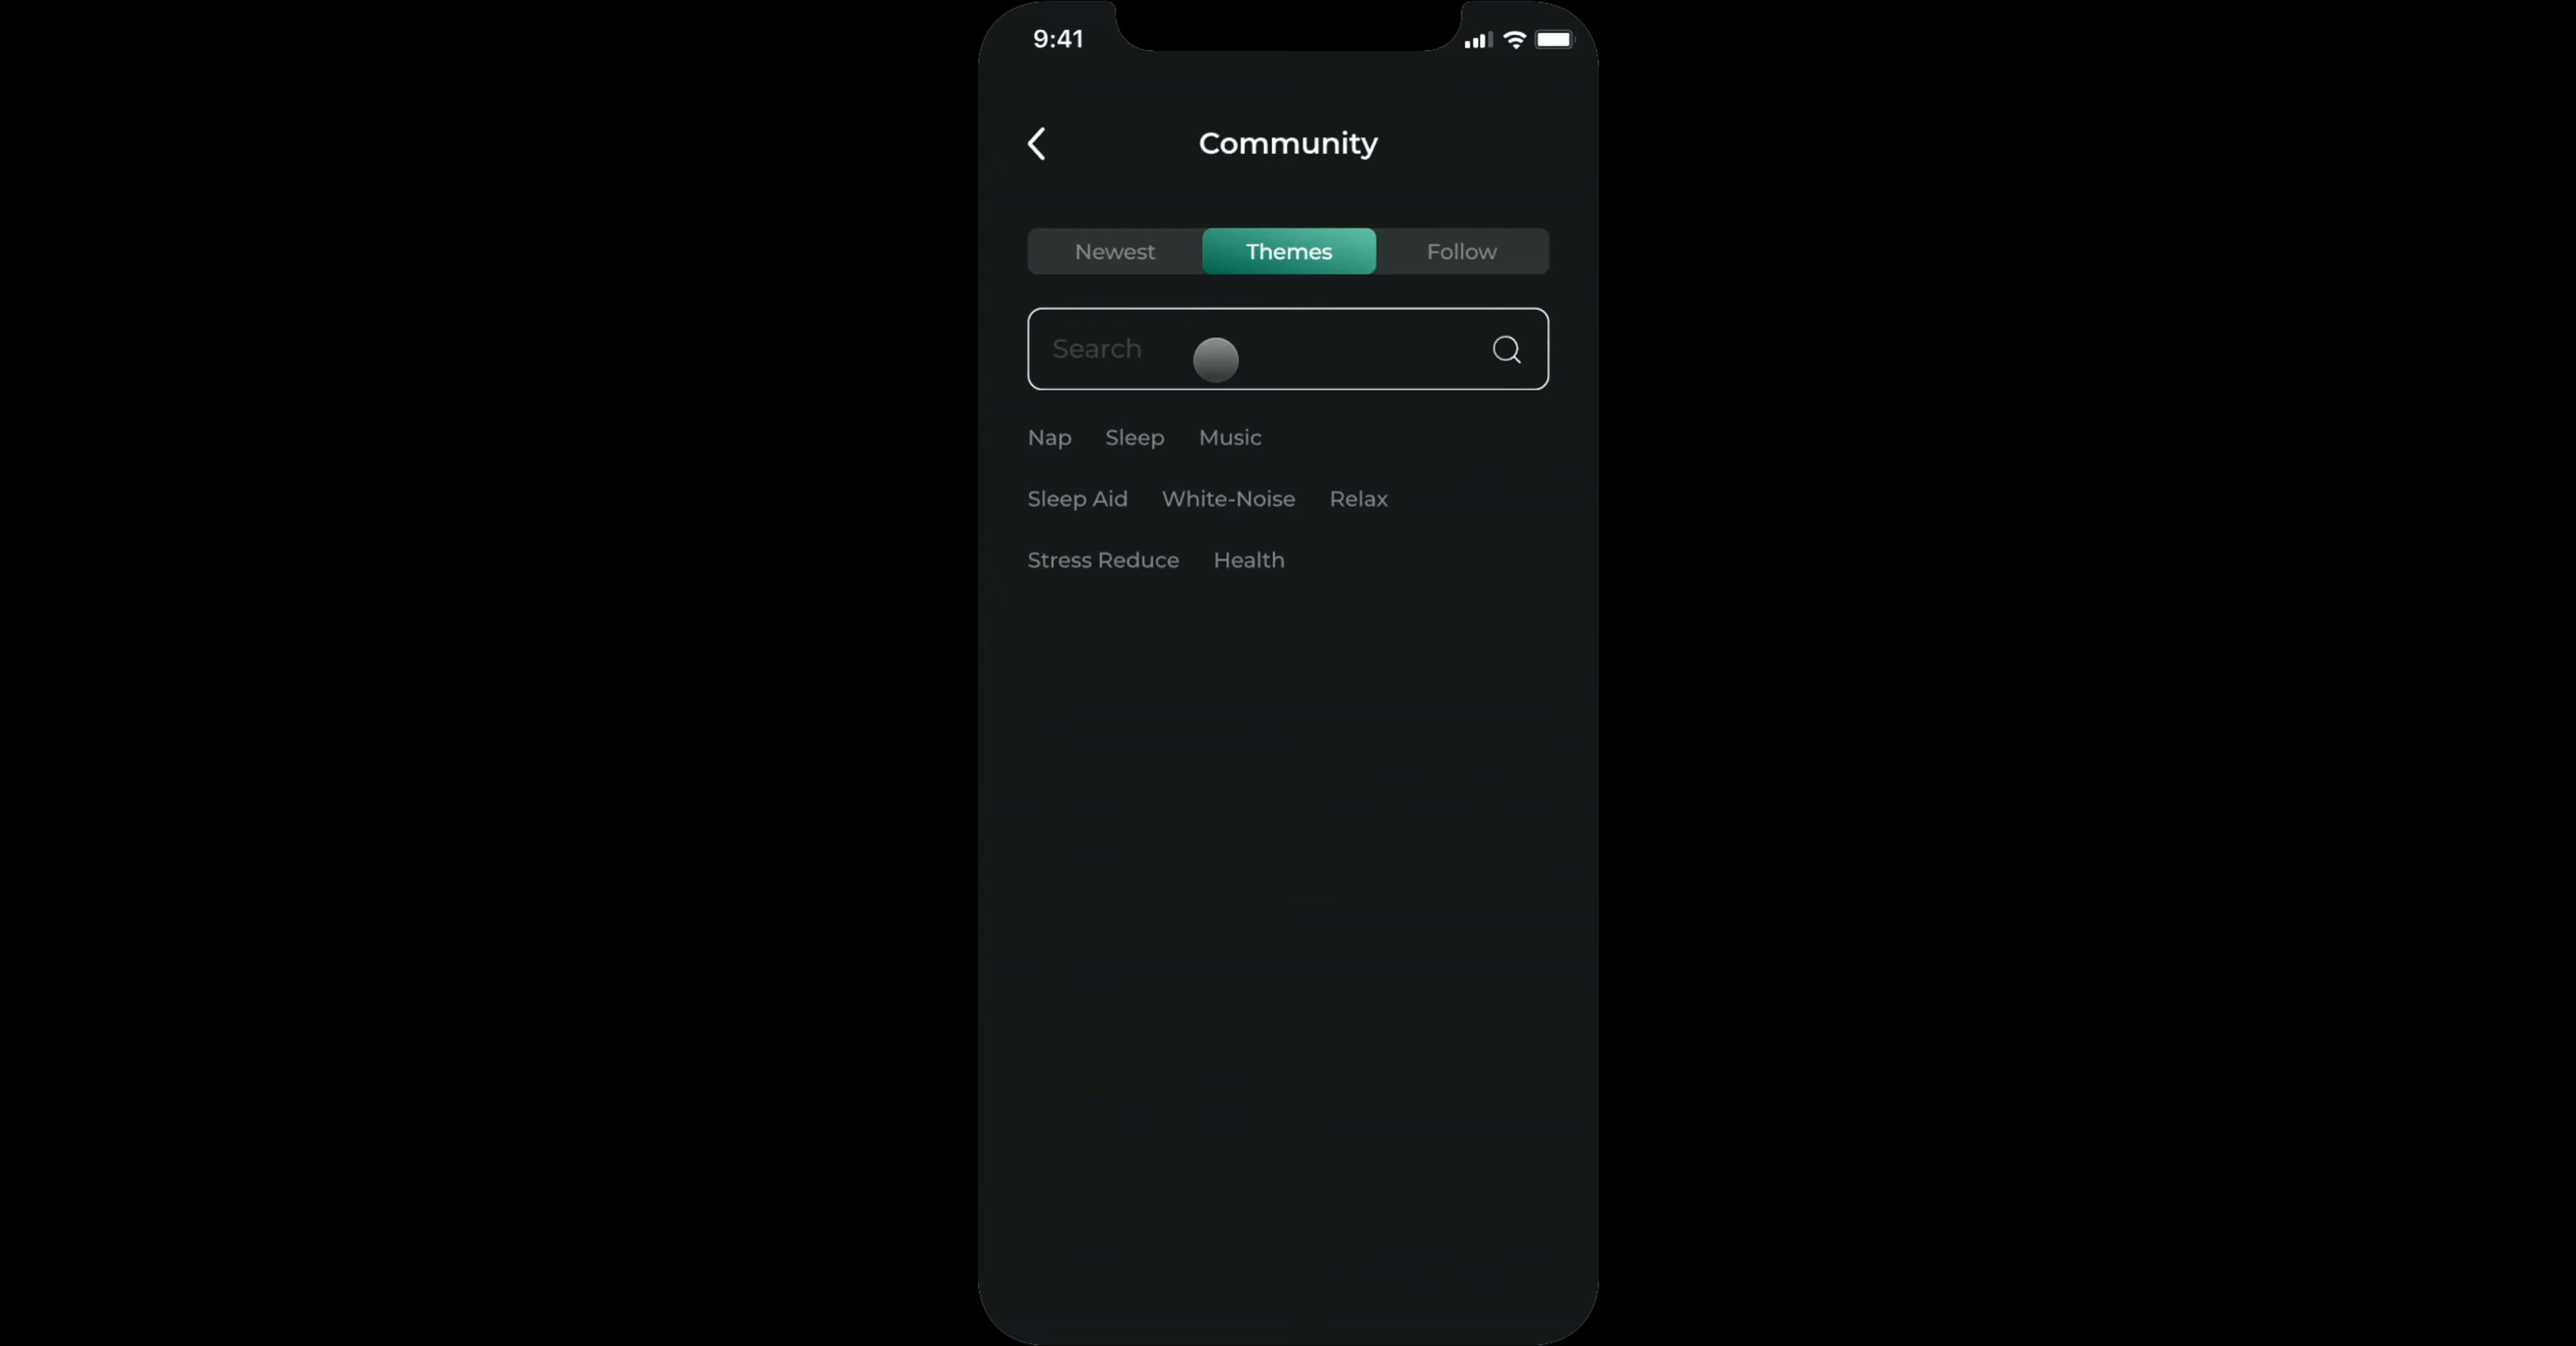 9:41
Community
Newest Themes Follow
Search
Nap Sleep Music
Sleep Aid White-Noise Relax
Stress Reduce Health